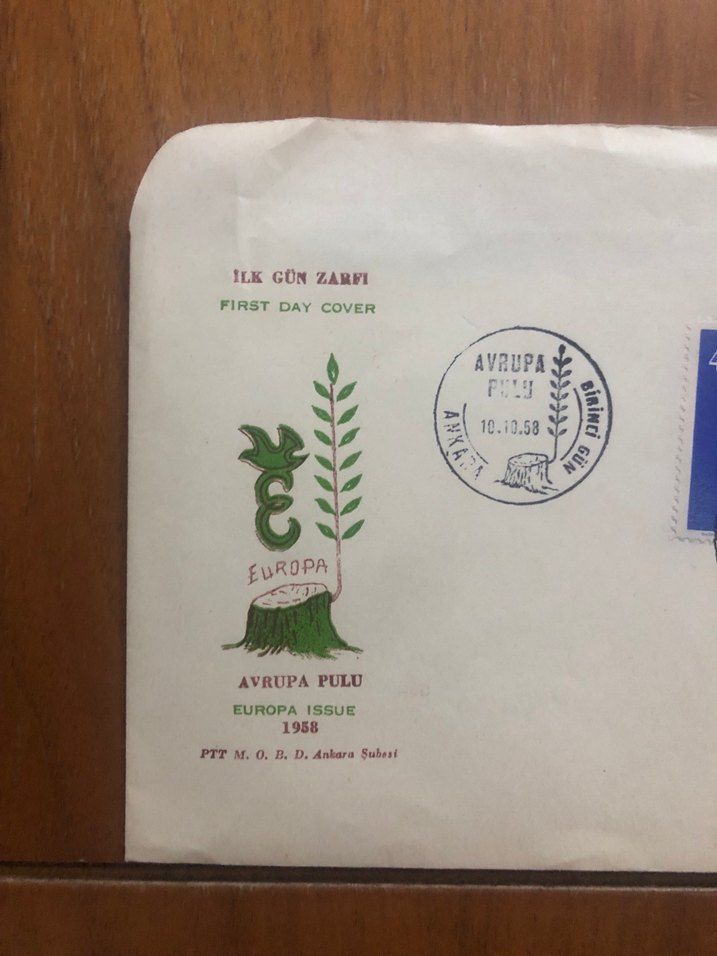 İLK GÜN ZARFI
FIRST DAY COVER
EUROPA
AVRUPA PULU
EUROPA ISSUE
1958
PTT M. O. B. D. Ankara Şubesi
AVRUPA
PULU
10.10.58
ANKARA
BİRİNCİ GÜN
4